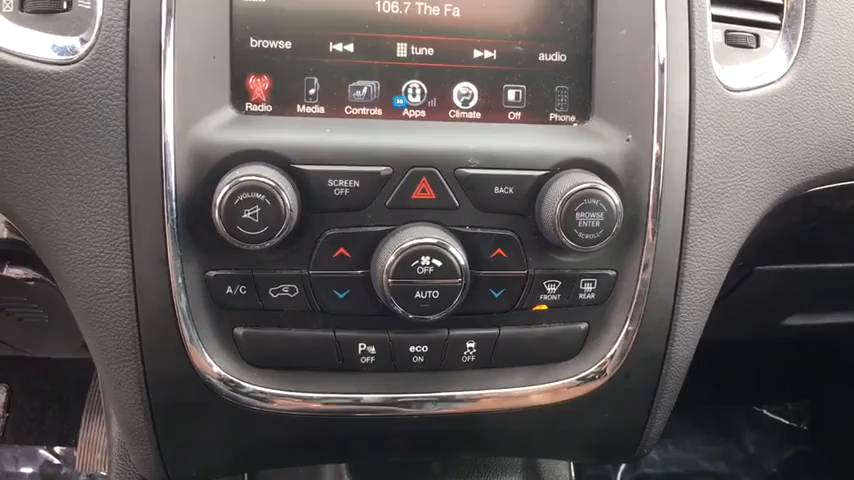 106.7 The Fa
browse
tune
audio
Radio
Media
Controls
Apps
Climate
Off
Phone
VOLUME
SCREEN
OFF
BACK
TUNE
BROWSE
ENTER
SCROLL
OFF
AUTO
A/C
FRONT
REAR
P
OFF
eco
ON
OFF